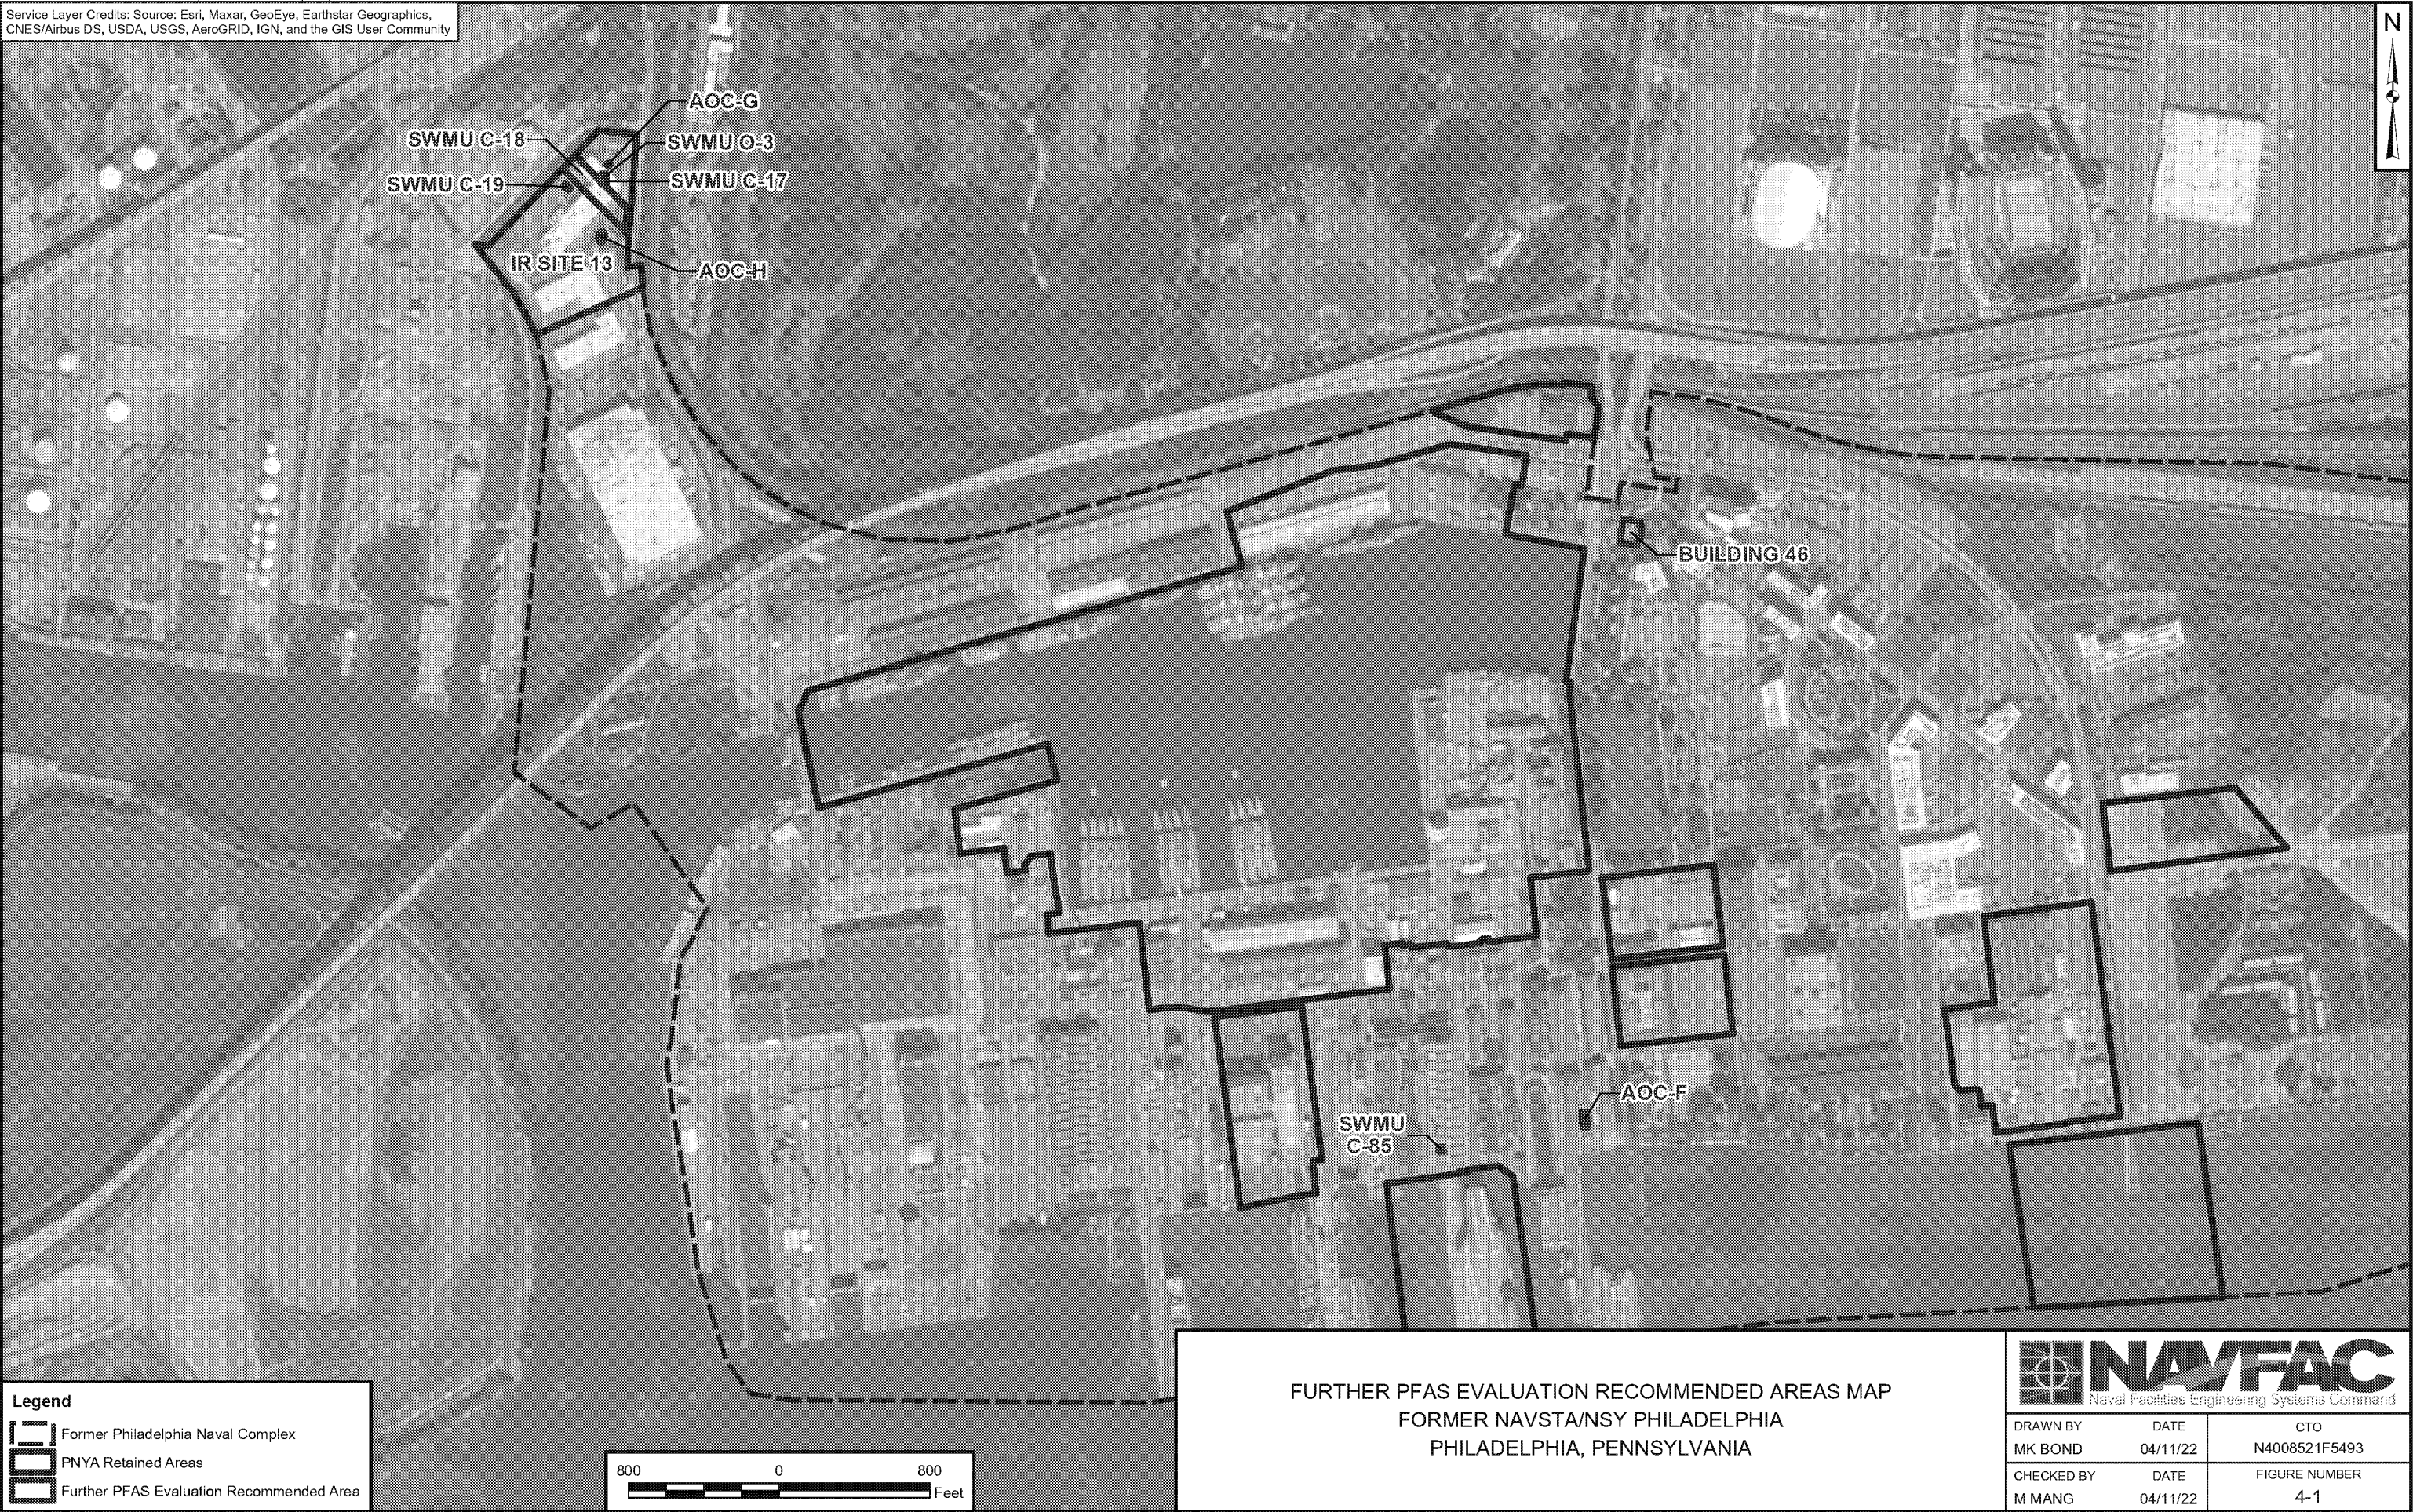 Service Layer Credits: Source: Esri, Maxar, GeoEye, Earthstar Geographics,
CNES/Airbus DS, USDA, USGS, AeroGRID, IGN, and the GIS User Community
N
AOC-G
SWMU C-18
SWMU O-3
SWMU C-19
SWMU C-17
IR SITE 13
AOC-H
BUILDING 46
AOC-F
SWMU
C-85
Legend
Former Philadelphia Naval Complex
PNYA Retained Areas
Further PFAS Evaluation Recommended Area
800 0 800
Feet
FURTHER PFAS EVALUATION RECOMMENDED AREAS MAP
FORMER NAVSTA/NSY PHILADELPHIA
PHILADELPHIA, PENNSYLVANIA
NAVFAC
Naval Facilities Engineering Systems Command
DRAWN BY DATE CTO
MK BOND 04/11/22 N4008521F5493
CHECKED BY DATE FIGURE NUMBER
M MANG 04/11/22 4-1